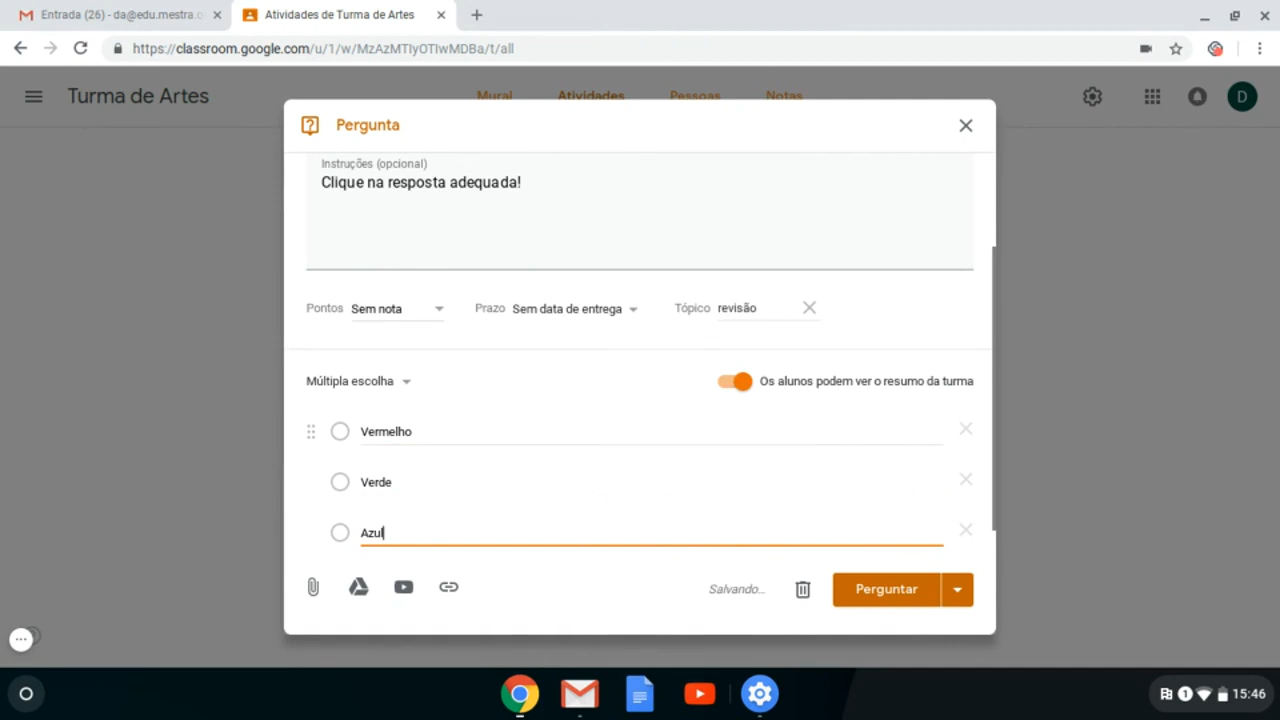 Entrada (26) - da@edu.mestra.o
Atividades de Turma de Artes
https://classroom.google.com/u/1/w/MzAzMTIyOTIwMDBa/t/all
Turma de Artes
Mural Atividades Pessoas Notas
D
Pergunta
Instruções (opcional)
Clique na resposta adequada!
Pontos Sem nota Prazo Sem data de entrega Tópico revisão
Múltipla escolha Os alunos podem ver o resumo da turma
Vermelho
Verde
Azul
Salvando... Perguntar
1 15:46